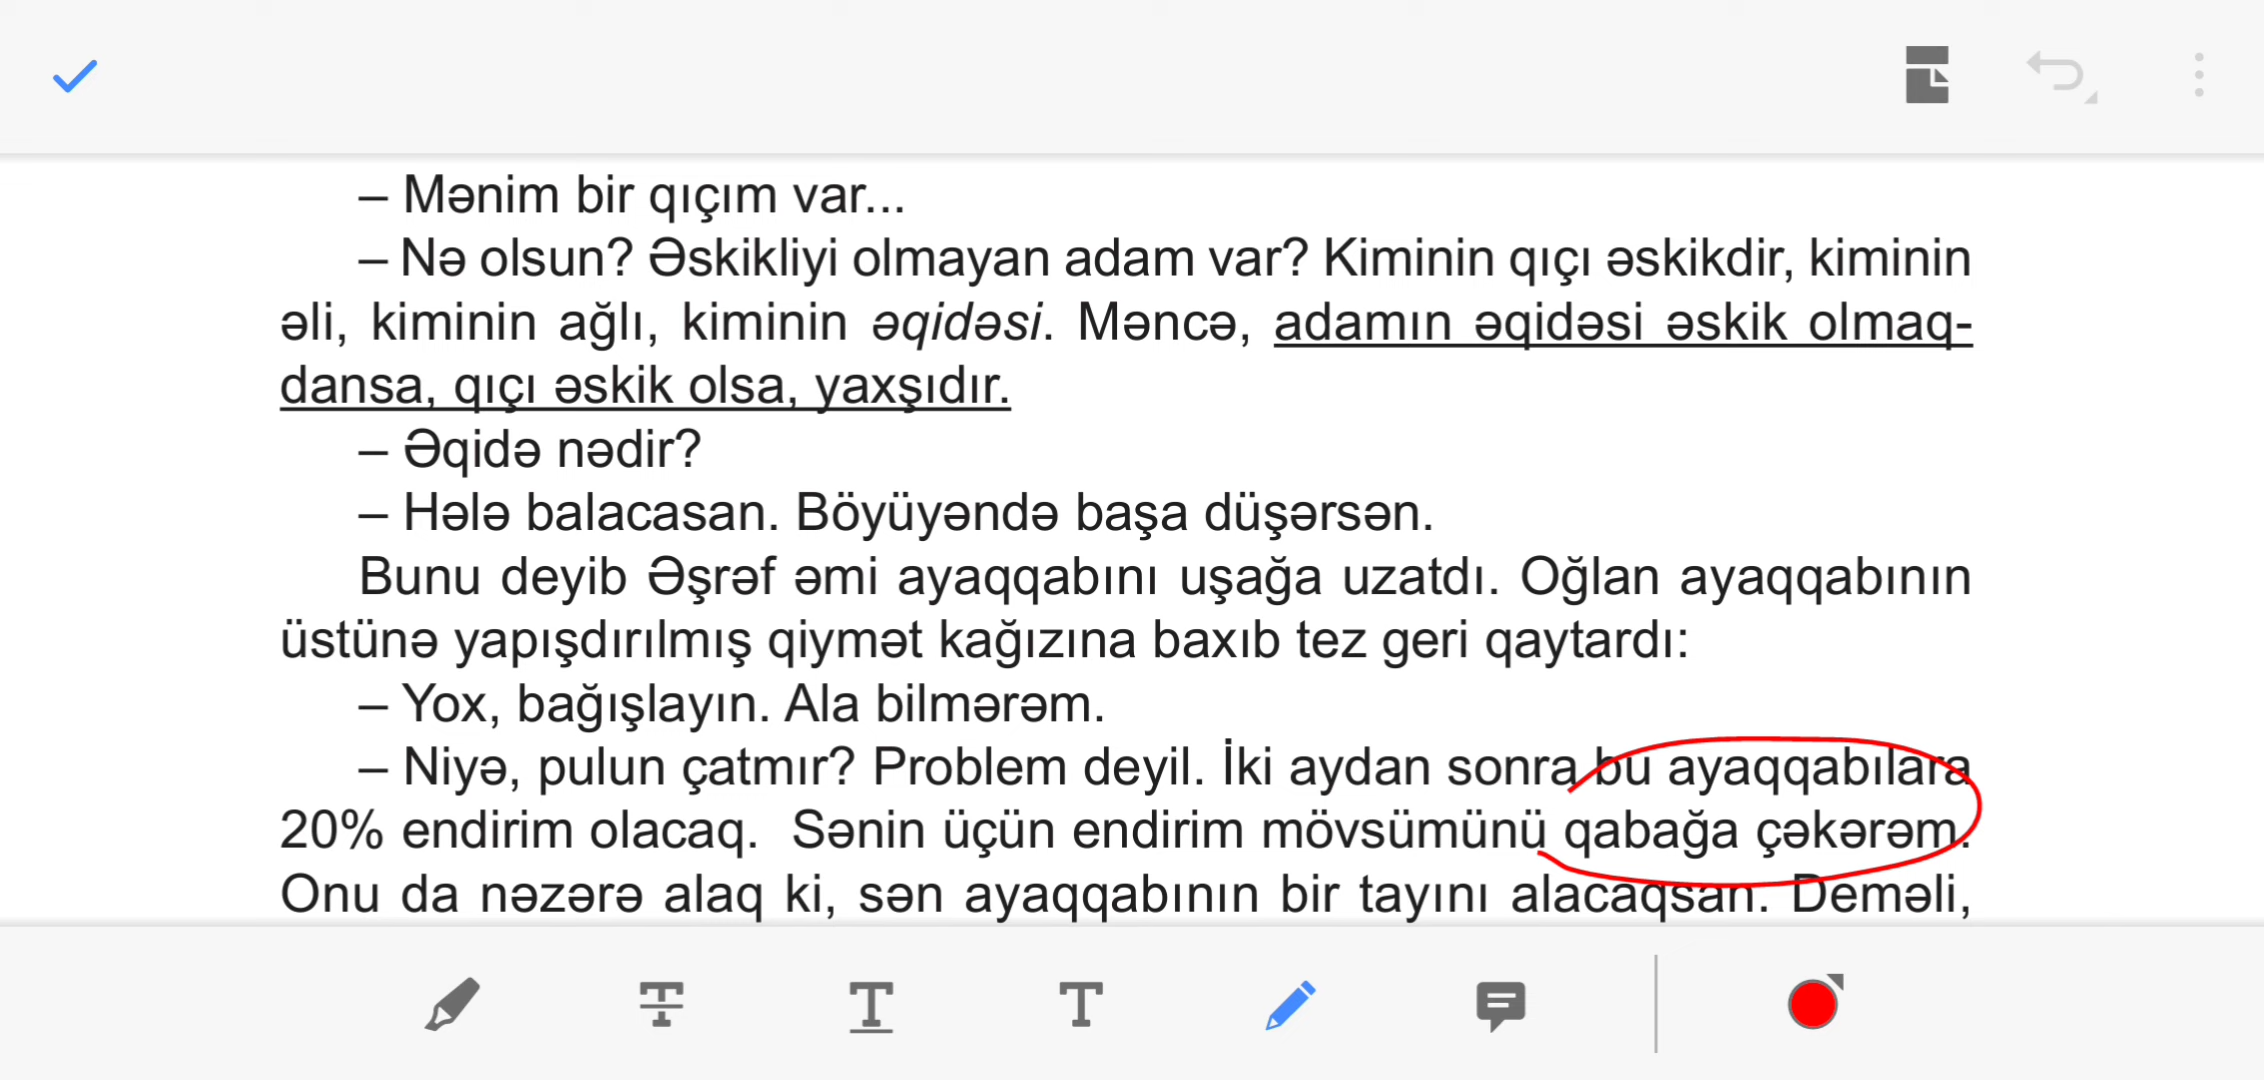 – Mənim bir qıçım var...
– Nə olsun? Əskikliyi olmayan adam var? Kiminin qıçı əskikdir, kiminin
əli, kiminin ağlı, kiminin əqidəsi. Məncə, adamın əqidəsi əskik olmaq-
dansa, qıçı əskik olsa, yaxşıdır.
– Əqidə nədir?
– Hələ balacasan. Böyüyəndə başa düşərsən.
Bunu deyib Əşrəf əmi ayaqqabını uşağa uzatdı. Oğlan ayaqqabının
üstünə yapışdırılmış qiymət kağızına baxıb tez geri qaytardı:
– Yox, bağışlayın. Ala bilmərəm.
– Niyə, pulun çatmır? Problem deyil. İki aydan sonra bu ayaqqabılara
20% endirim olacaq. Sənin üçün endirim mövsümünü qabağa çəkərəm.
Onu da nəzərə alaq ki, sən ayaqqabının bir tayını alacaqsan. Deməli,